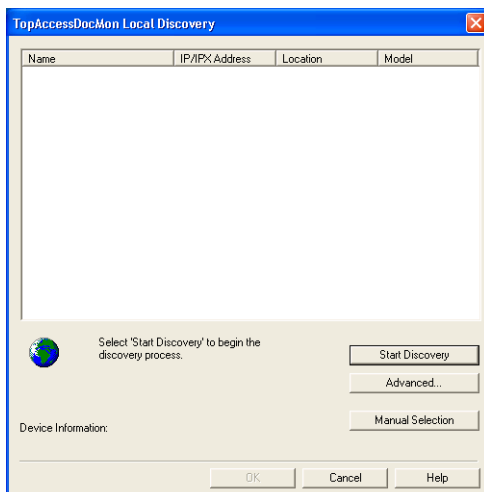 TopAccessDocMon Local Discovery
Name IP/IPX Address Location Model
Select 'Start Discovery' to begin the
discovery process.
Start Discovery
Advanced...
Manual Selection
Device Information:
OK Cancel Help